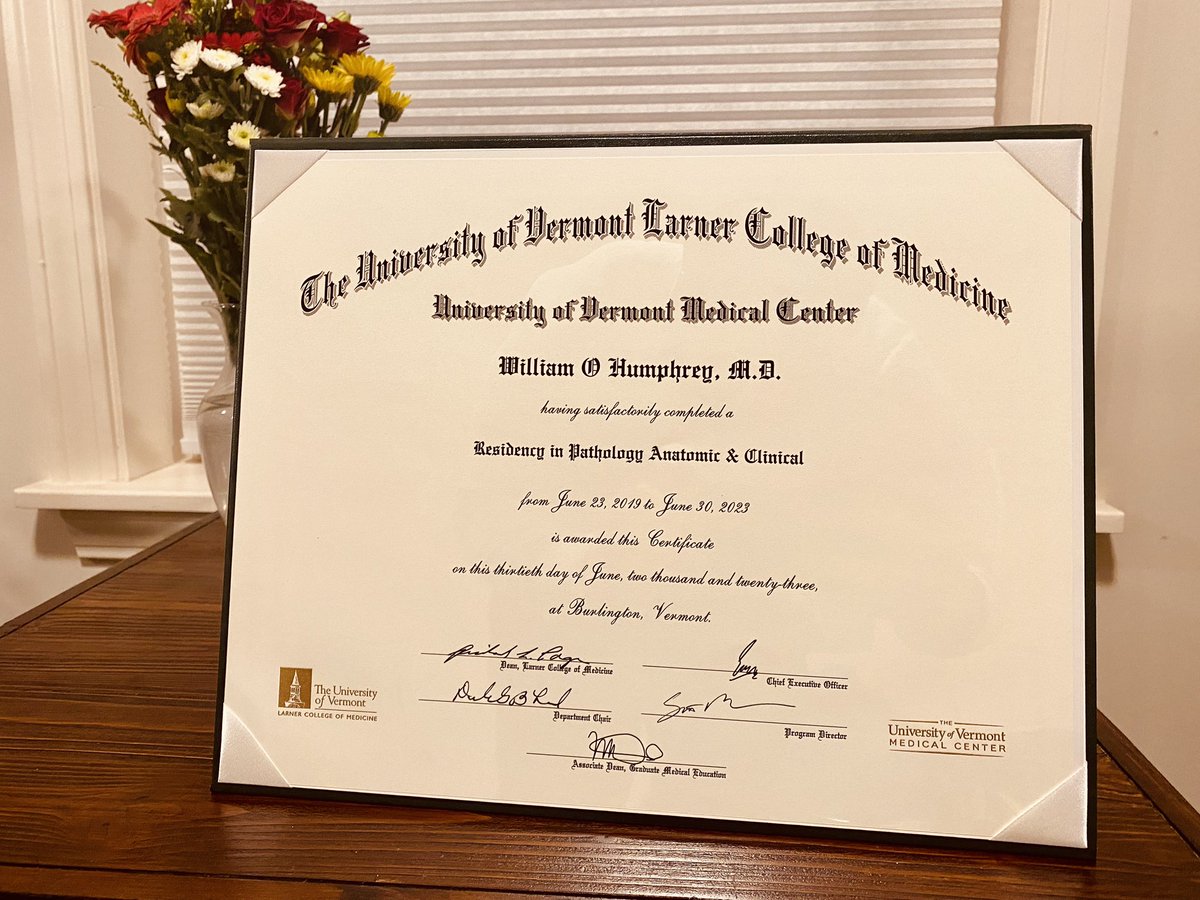 The University of Vermont Larner College of Medicine
University of Vermont Medical Center
William O Humphrey, M.D.
having satisfactorily completed a
Residency in Pathology Anatomic & Clinical
from June 23, 2019 to June 30, 2023
is awarded this Certificate
on this thirtieth day of June, two thousand and twenty-three,
at Burlington, Vermont.
Dean, Larner College of Medicine
Chief Executive Officer
Department Chair
Program Director
Associate Dean, Graduate Medical Education
The University
of Vermont
LARNER COLLEGE OF MEDICINE
THE
University of Vermont
MEDICAL CENTER